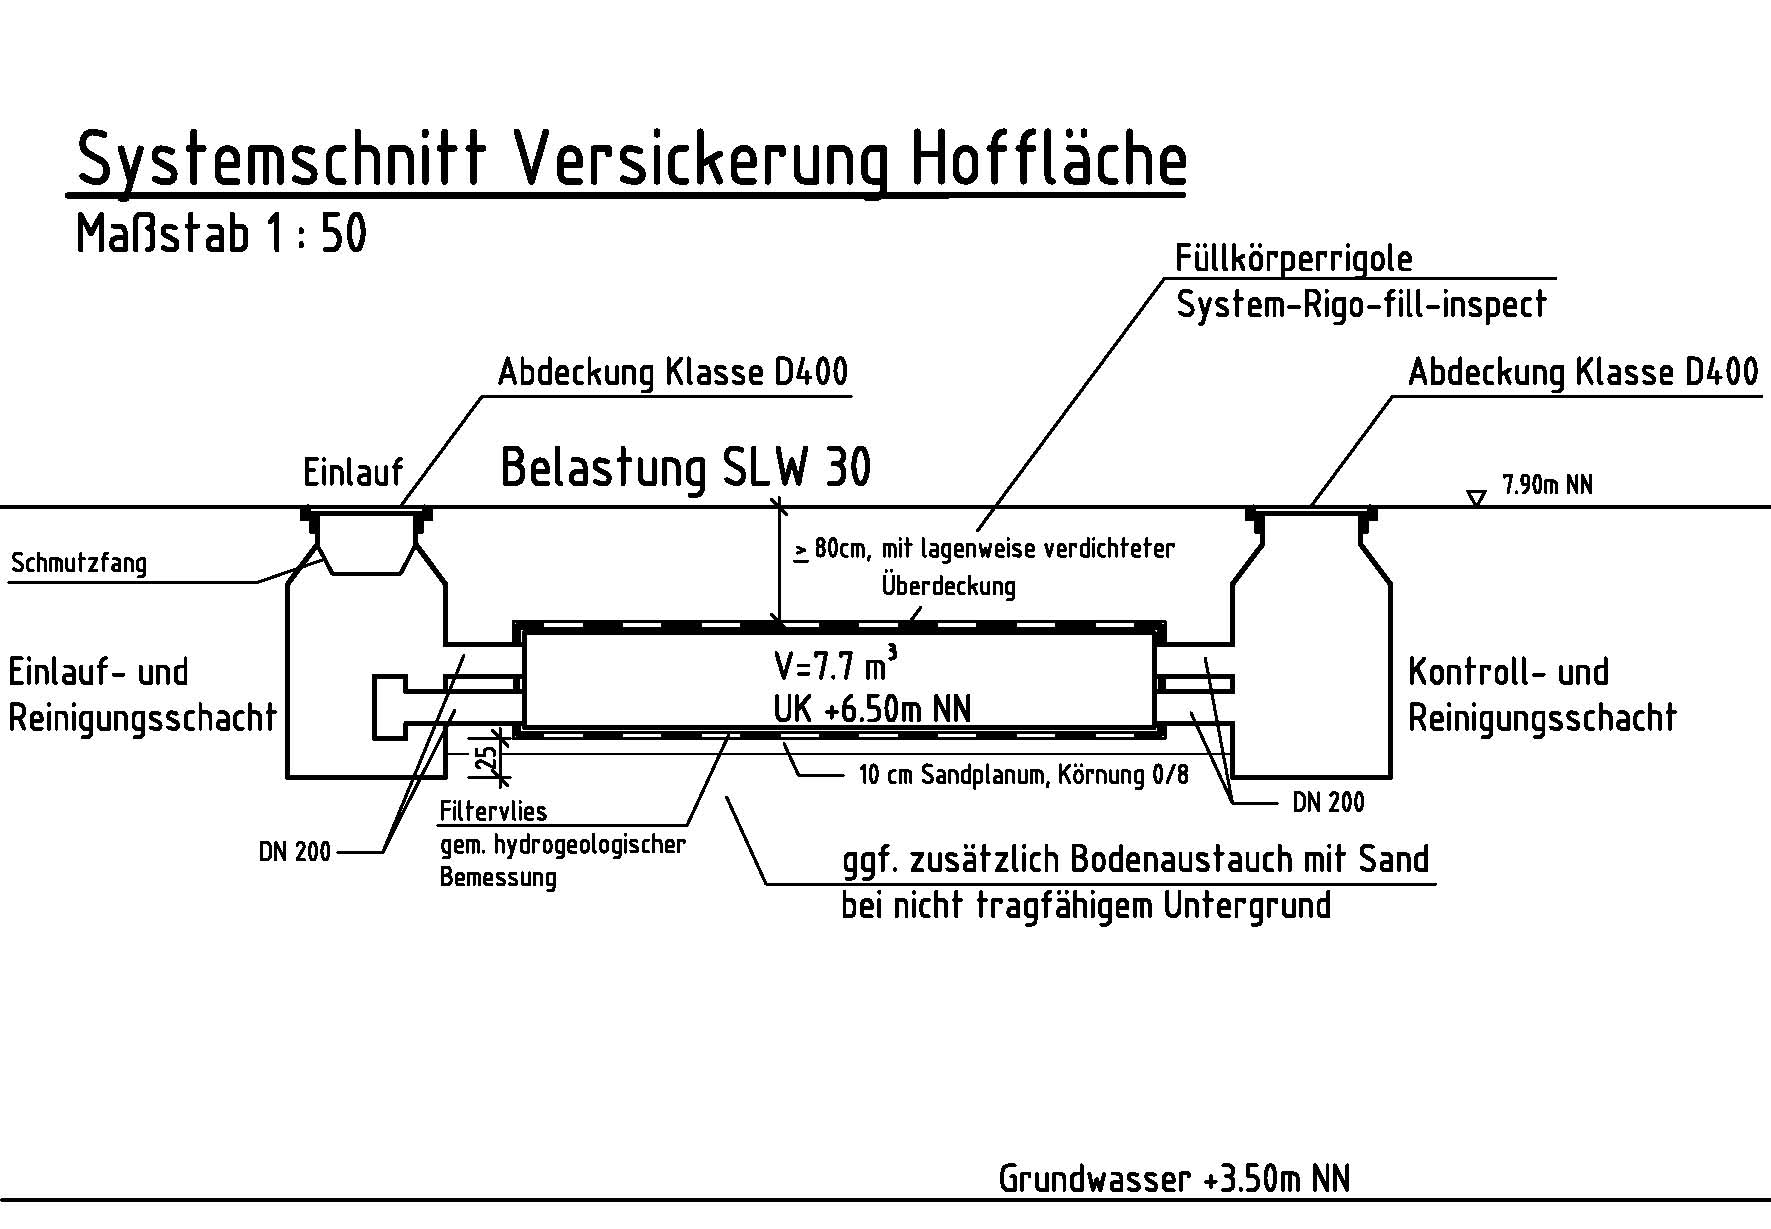 Systemschnitt Versickerung Hoffläche
Maßstab 1 : 50
Füllkörperrigole
System-Rigo-fill-inspect
Abdeckung Klasse D400
Abdeckung Klasse D400
Einlauf
Belastung SLW 30
7.90m NN
Schmutzfang
≥ 80cm, mit lagenweise verdichteter
Überdeckung
Einlauf- und
Reinigungsschacht
V=7.7 m³
UK +6.50m NN
Kontroll- und
Reinigungsschacht
25
10 cm Sandplanum, Körnung 0/8
DN 200
Filtervlies
gem. hydrogeologischer
Bemessung
DN 200
ggf. zusätzlich Bodenaustauch mit Sand
bei nicht tragfähigem Untergrund
Grundwasser +3.50m NN